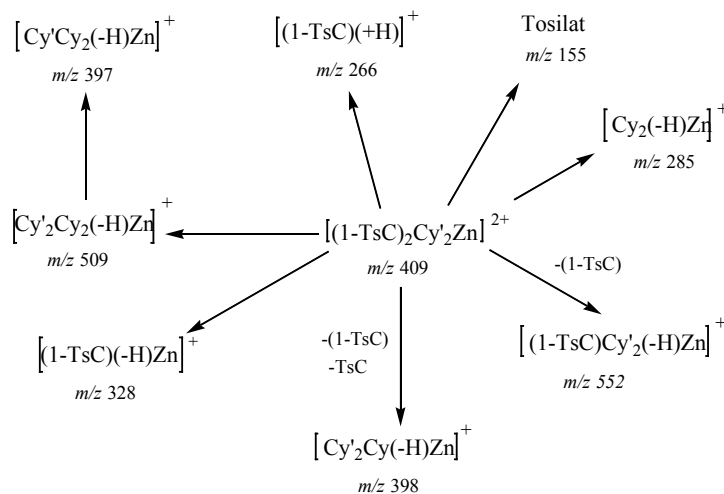 [Cy'Cy2(-H)Zn]+
m/z 397
[(1-TsC)(+H)]+
m/z 266
Tosilat
m/z 155
[Cy2(-H)Zn]+
m/z 285
[Cy'2Cy2(-H)Zn]+
m/z 509
[(1-TsC)2Cy'2Zn]2+
m/z 409
-(1-TsC)
[(1-TsC)(-H)Zn]+
m/z 328
-(1-TsC)
-TsC
[(1-TsC)Cy'2(-H)Zn]+
m/z 552
[Cy'2Cy(-H)Zn]+
m/z 398